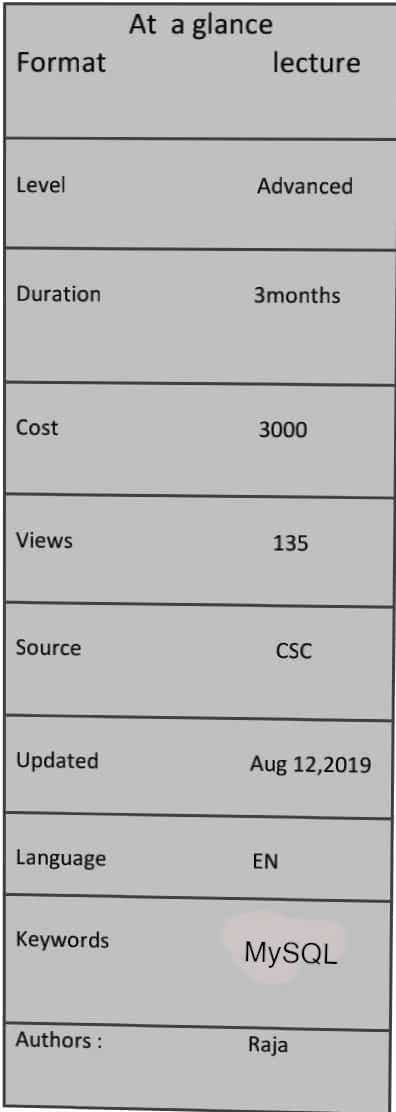 At a glance
Format lecture
Level Advanced
Duration 3months
Cost 3000
Views 135
Source CSC
Updated Aug 12,2019
Language EN
Keywords MySQL
Authors : Raja